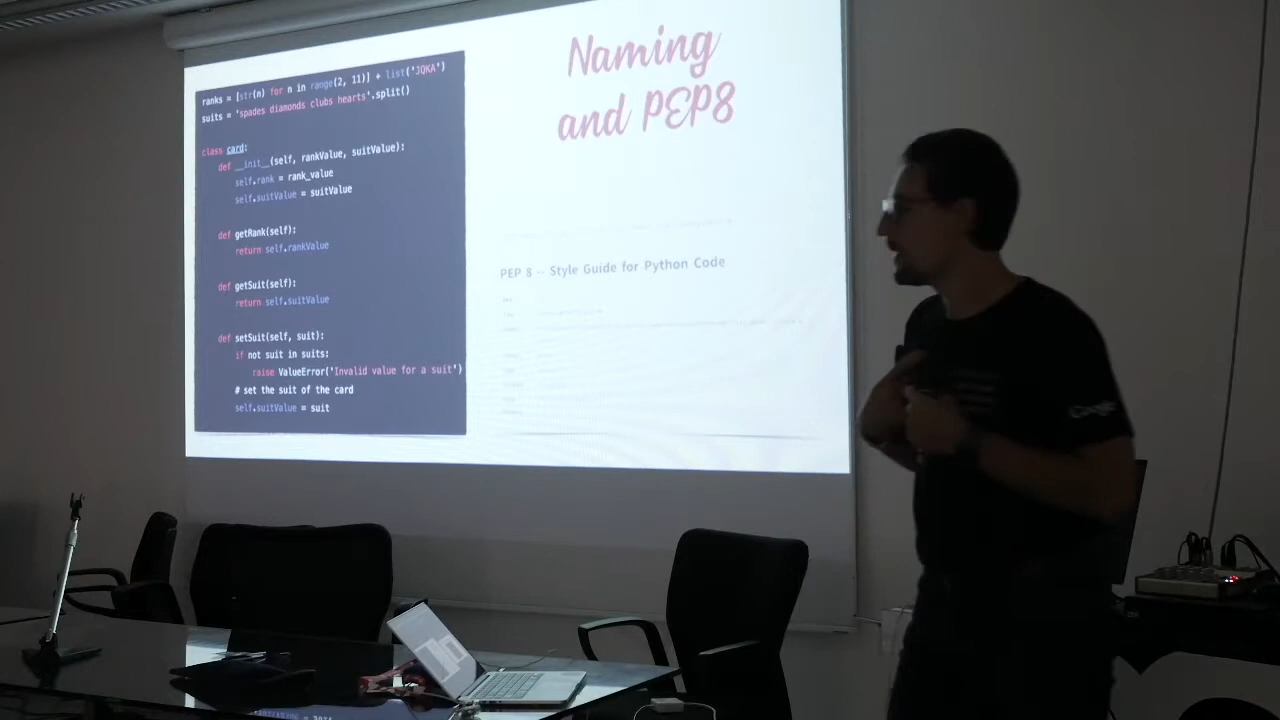 ranks = [str(n) for n in range(2, 11)] + list('JQKA')
suits = 'spades diamonds clubs hearts'.split()
class card:
def __init__(self, rankValue, suitValue):
self.rank = rank_value
self.suitValue = suitValue
def getRank(self):
return self.rankValue
def getSuit(self):
return self.suitValue
def setSuit(self, suit):
if not suit in suits:
raise ValueError('Invalid value for a suit')
# set the suit of the card
self.suitValue = suit
Naming
and PEP8
PEP 8 -- Style Guide for Python Code
Google